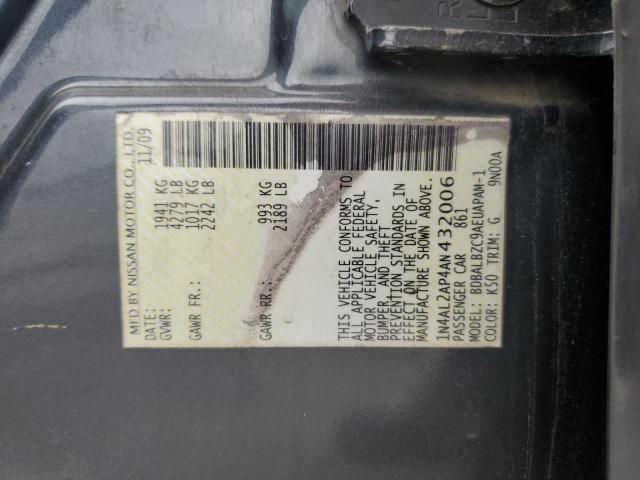 MFD BY NISSAN MOTOR CO., LTD.
DATE: 11/09
GVWR: 1941 KG
4279 LB
GAWR FR.: 1017 KG
2242 LB
GAWR RR.: 993 KG
2189 LB
THIS VEHICLE CONFORMS TO
ALL APPLICABLE FEDERAL
MOTOR VEHICLE SAFETY,
BUMPER, AND THEFT
PREVENTION STANDARDS IN
EFFECT ON THE DATE OF
MANUFACTURE SHOWN ABOVE.
1N4AL2AP4AN432006
PASSENGER CAR 861
MODEL: BDBALBZC9AEUAPAM-1
COLOR: K50 TRIM: G 9N00A